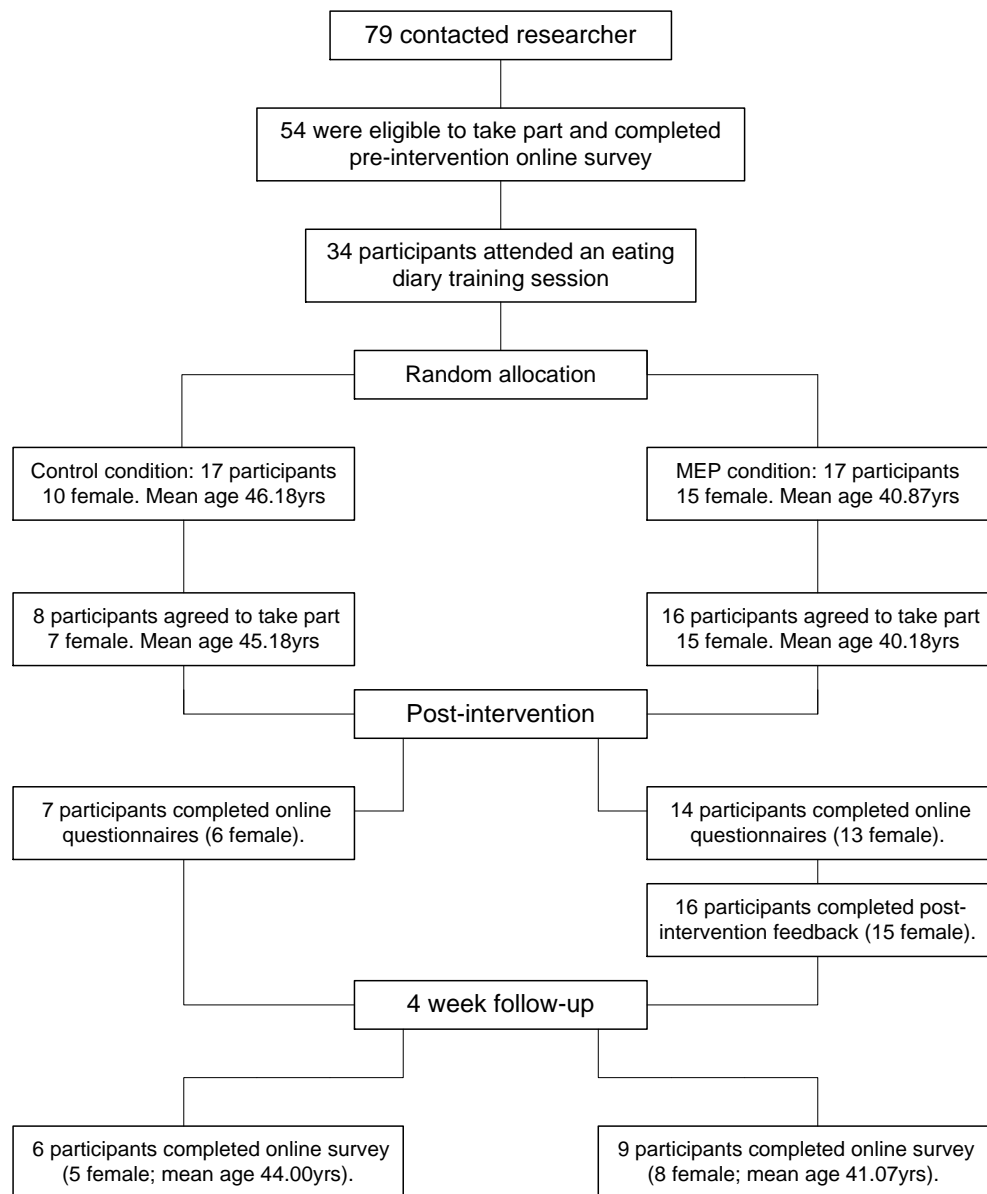 79 contacted researcher
54 were eligible to take part and completed
pre-intervention online survey
34 participants attended an eating
diary training session
Random allocation
Control condition: 17 participants
10 female. Mean age 46.18yrs
MEP condition: 17 participants
15 female. Mean age 40.87yrs
8 participants agreed to take part
7 female. Mean age 45.18yrs
16 participants agreed to take part
15 female. Mean age 40.18yrs
Post-intervention
7 participants completed online
questionnaires (6 female).
14 participants completed online
questionnaires (13 female).
16 participants completed post-
intervention feedback (15 female).
4 week follow-up
6 participants completed online survey
(5 female; mean age 44.00yrs).
9 participants completed online survey
(8 female; mean age 41.07yrs).